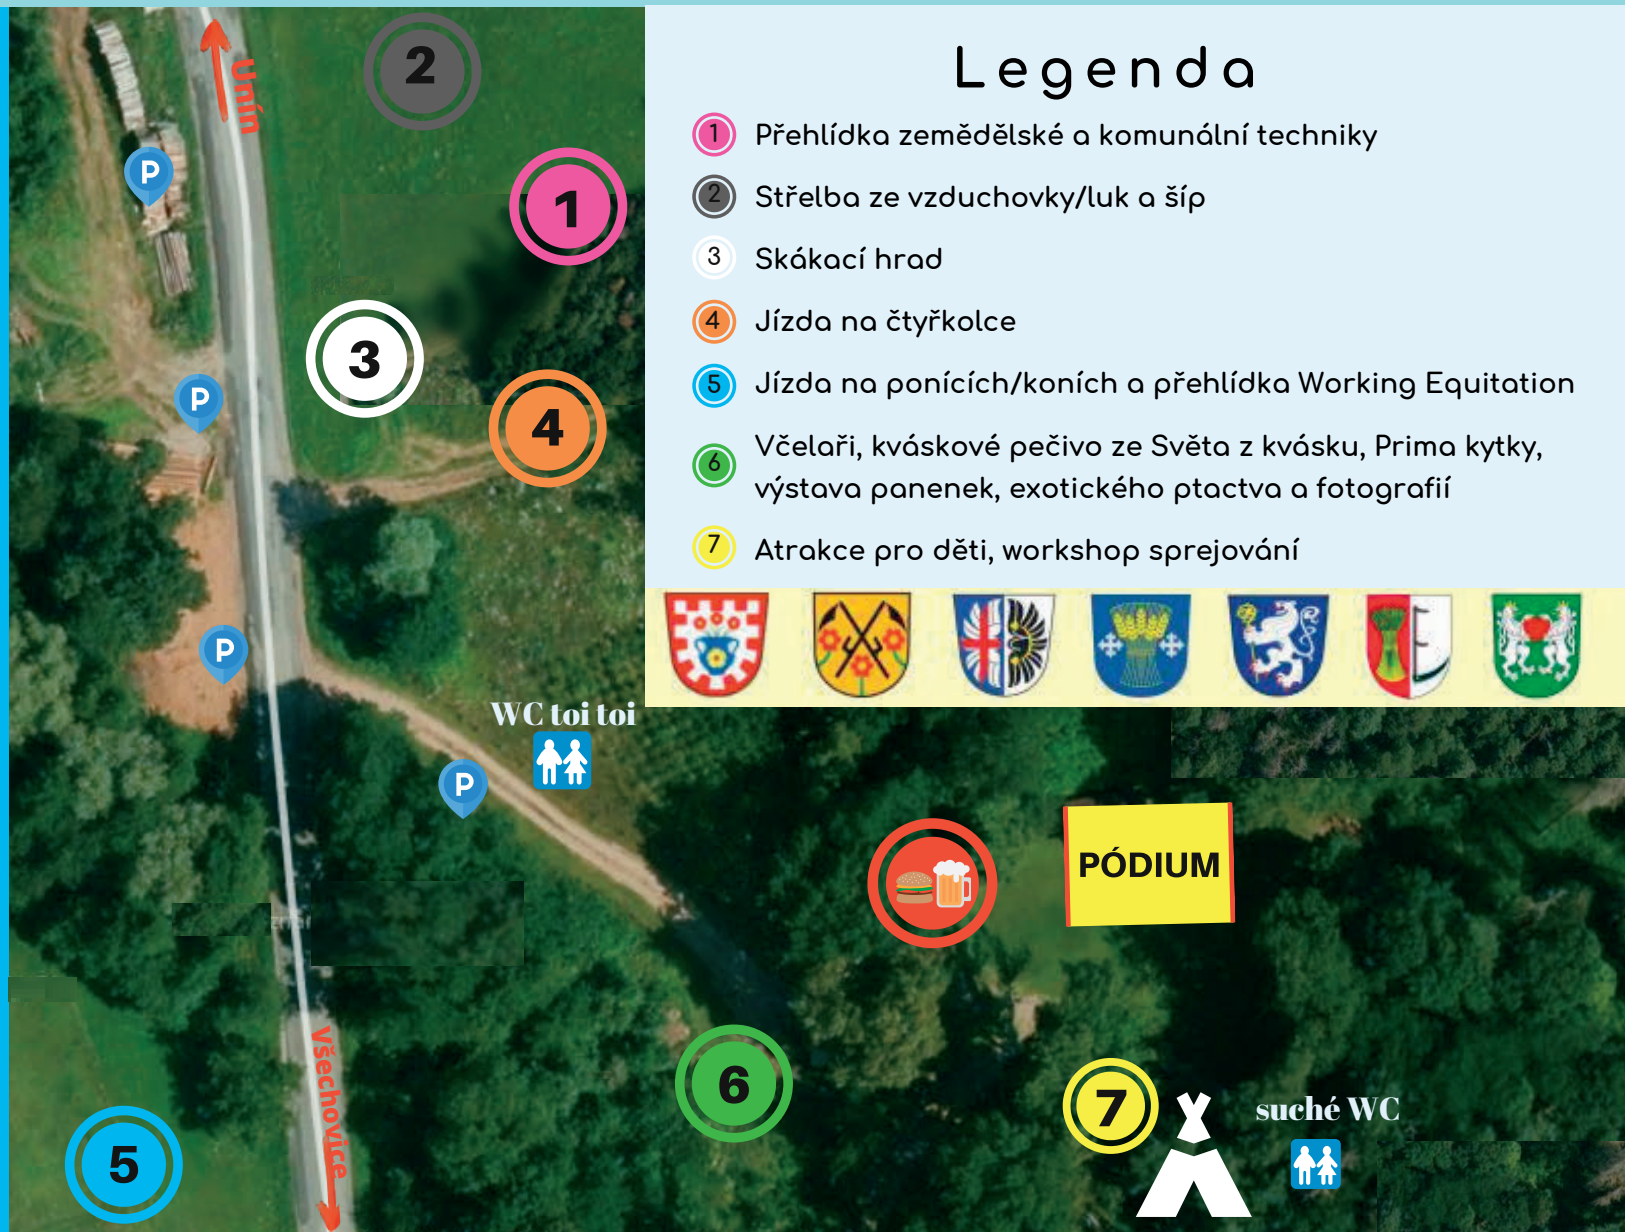 Legenda
1 Přehlídka zemědělské a komunální techniky
2 Střelba ze vzduchovky/luk a šíp
3 Skákací hrad
4 Jízda na čtyřkolce
5 Jízda na ponících/koních a přehlídka Working Equitation
6 Včelaři, kváskové pečivo ze Světa z kvásku, Prima kytky,
výstava panenek, exotického ptactva a fotografií
7 Atrakce pro děti, workshop sprejování
Unín
2
P
1
3
P
4
P
WC toi toi
P
PÓDIUM
Všechovice
6
7
suché WC
5